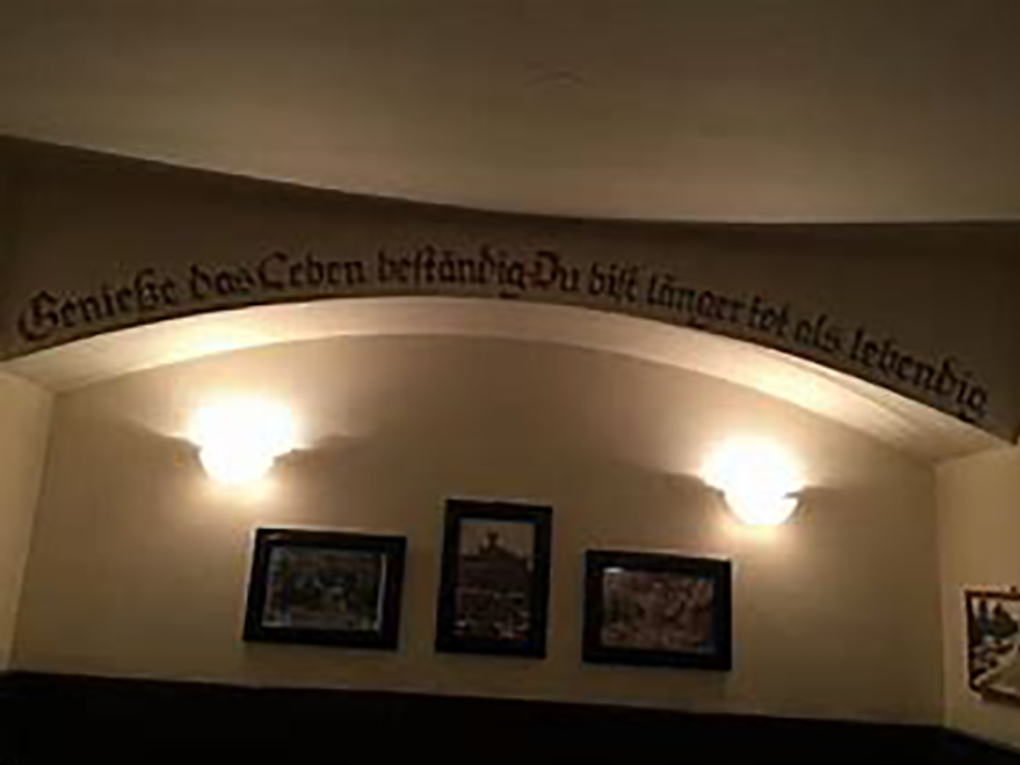 Genieße das Leben beständig-Du bist länger tot als lebendig